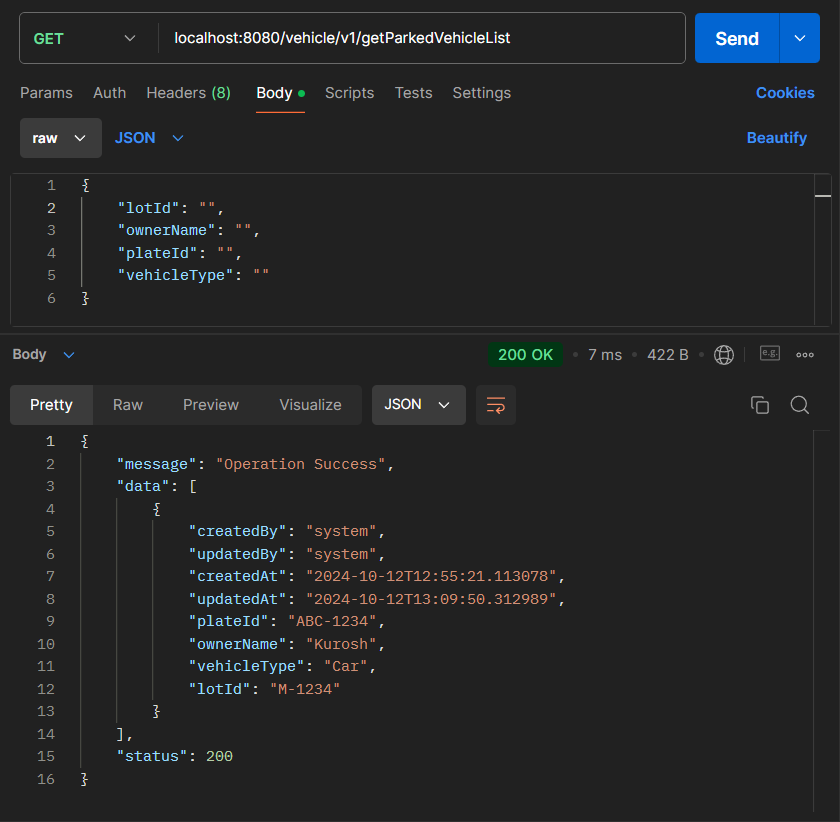 GET localhost:8080/vehicle/v1/getParkedVehicleList Send
Params Auth Headers (8) Body Scripts Tests Settings Cookies
raw JSON Beautify
1 {
2 "lotId": "",
3 "ownerName": "",
4 "plateId": "",
5 "vehicleType": ""
6 }
Body 200 OK 7 ms 422 B e.g.
Pretty Raw Preview Visualize JSON
1 {
2 "message": "Operation Success",
3 "data": [
4 {
5 "createdBy": "system",
6 "updatedBy": "system",
7 "createdAt": "2024-10-12T12:55:21.113078",
8 "updatedAt": "2024-10-12T13:09:50.312989",
9 "plateId": "ABC-1234",
10 "ownerName": "Kurosh",
11 "vehicleType": "Car",
12 "lotId": "M-1234"
13 }
14 ],
15 "status": 200
16 }